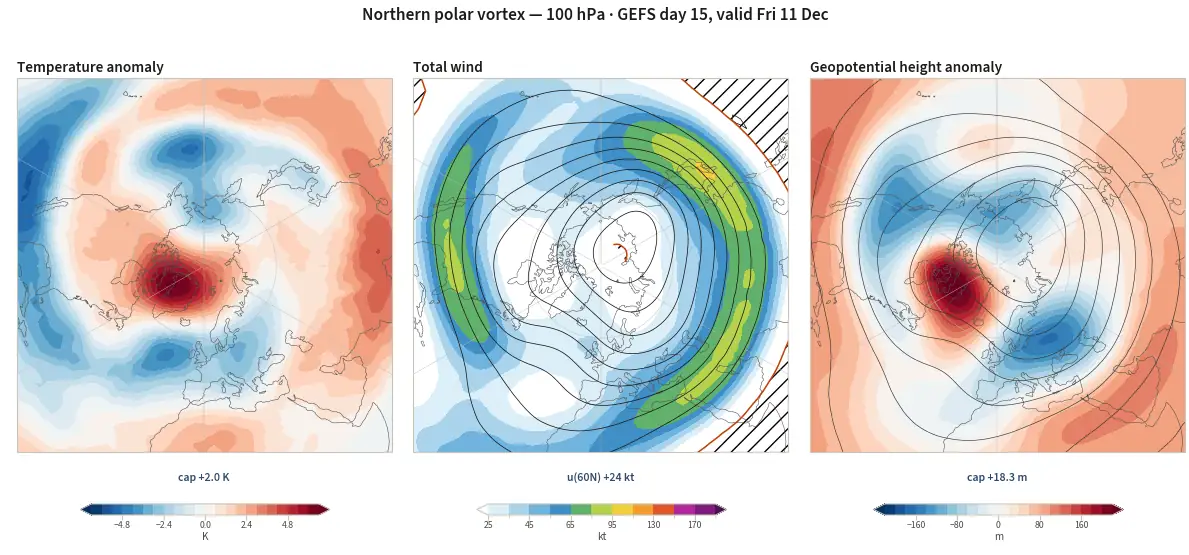 Northern polar vortex — 100 hPa · GEFS day 15, valid Fri 11 Dec
Temperature anomaly
Total wind
Geopotential height anomaly
cap +2.0 K
u(60N) +24 kt
cap +18.3 m
−4.8 −2.4 0.0 2.4 4.8
K
25 45 65 95 130 170
kt
−160 −80 0 80 160
m